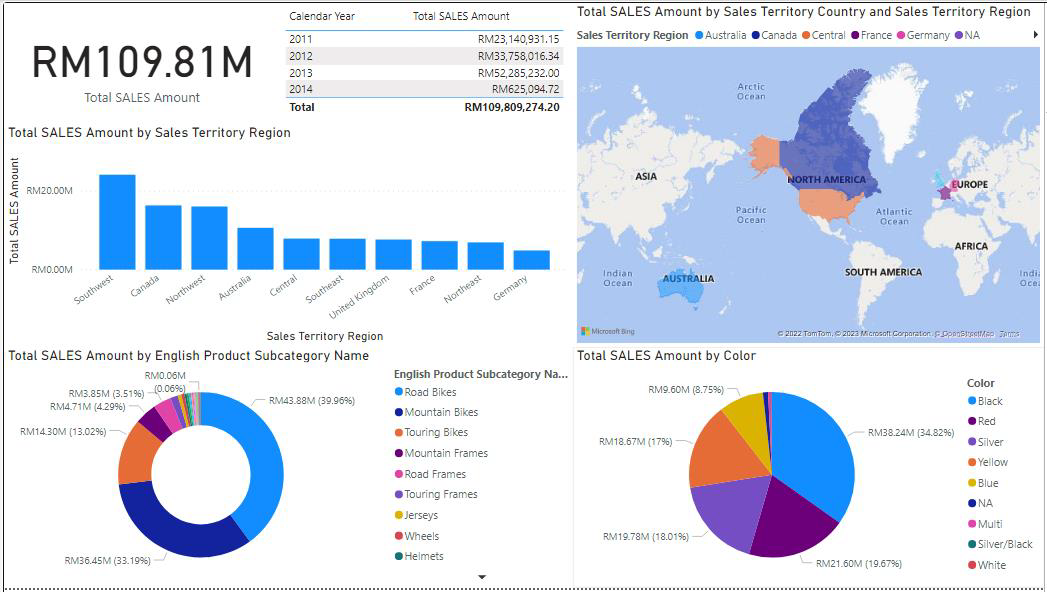 RM109.81M
Total SALES Amount
Calendar Year Total SALES Amount
2011 RM23,140,931.15
2012 RM33,758,016.34
2013 RM52,285,232.00
2014 RM625,094.72
Total RM109,809,274.20
Total SALES Amount by Sales Territory Country and Sales Territory Region
Sales Territory Region Australia Canada Central France Germany NA
Arctic
Ocean
ASIA
NORTH AMERICA
EUROPE
Pacific
Ocean
Atlantic
Ocean
AFRICA
SOUTH AMERICA
Indian
Ocean
AUSTRALIA
Indi
Ocea
Microsoft Bing
© 2022 TomTom, © 2023 Microsoft Corporation, © OpenStreetMap Terms
Total SALES Amount by Sales Territory Region
Total SALES Amount
RM20.00M
RM0.00M
Southwest
Canada
Northwest
Australia
Central
Southeast
United Kingdom
France
Northeast
Germany
Sales Territory Region
Total SALES Amount by English Product Subcategory Name
RM0.06M
(0.06%)
RM3.85M (3.51%)
RM4.71M (4.29%)
RM14.30M (13.02%)
RM43.88M (39.96%)
RM36.45M (33.19%)
English Product Subcategory Na...
Road Bikes
Mountain Bikes
Touring Bikes
Mountain Frames
Road Frames
Touring Frames
Jerseys
Wheels
Helmets
Total SALES Amount by Color
RM9.60M (8.75%)
RM18.67M (17%)
RM38.24M (34.82%)
RM19.78M (18.01%)
RM21.60M (19.67%)
Color
Black
Red
Silver
Yellow
Blue
NA
Multi
Silver/Black
White